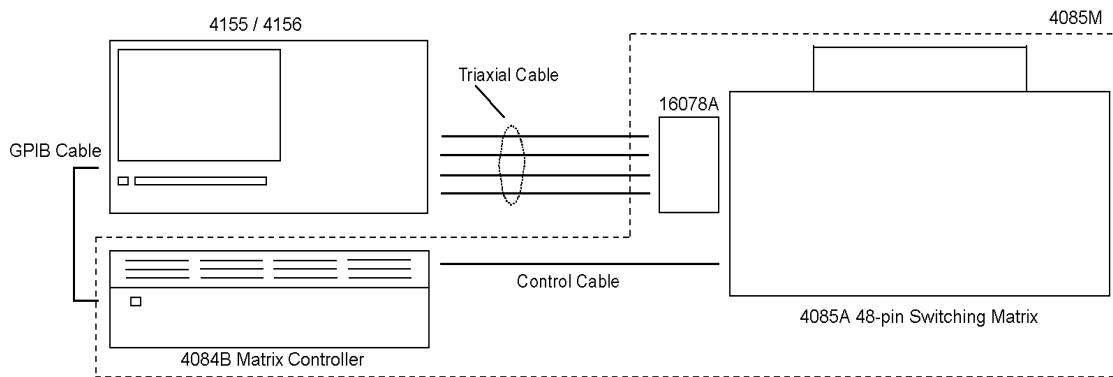 4155 / 4156
4085M
Triaxial Cable
16078A
GPIB Cable
Control Cable
4085A 48-pin Switching Matrix
4084B Matrix Controller